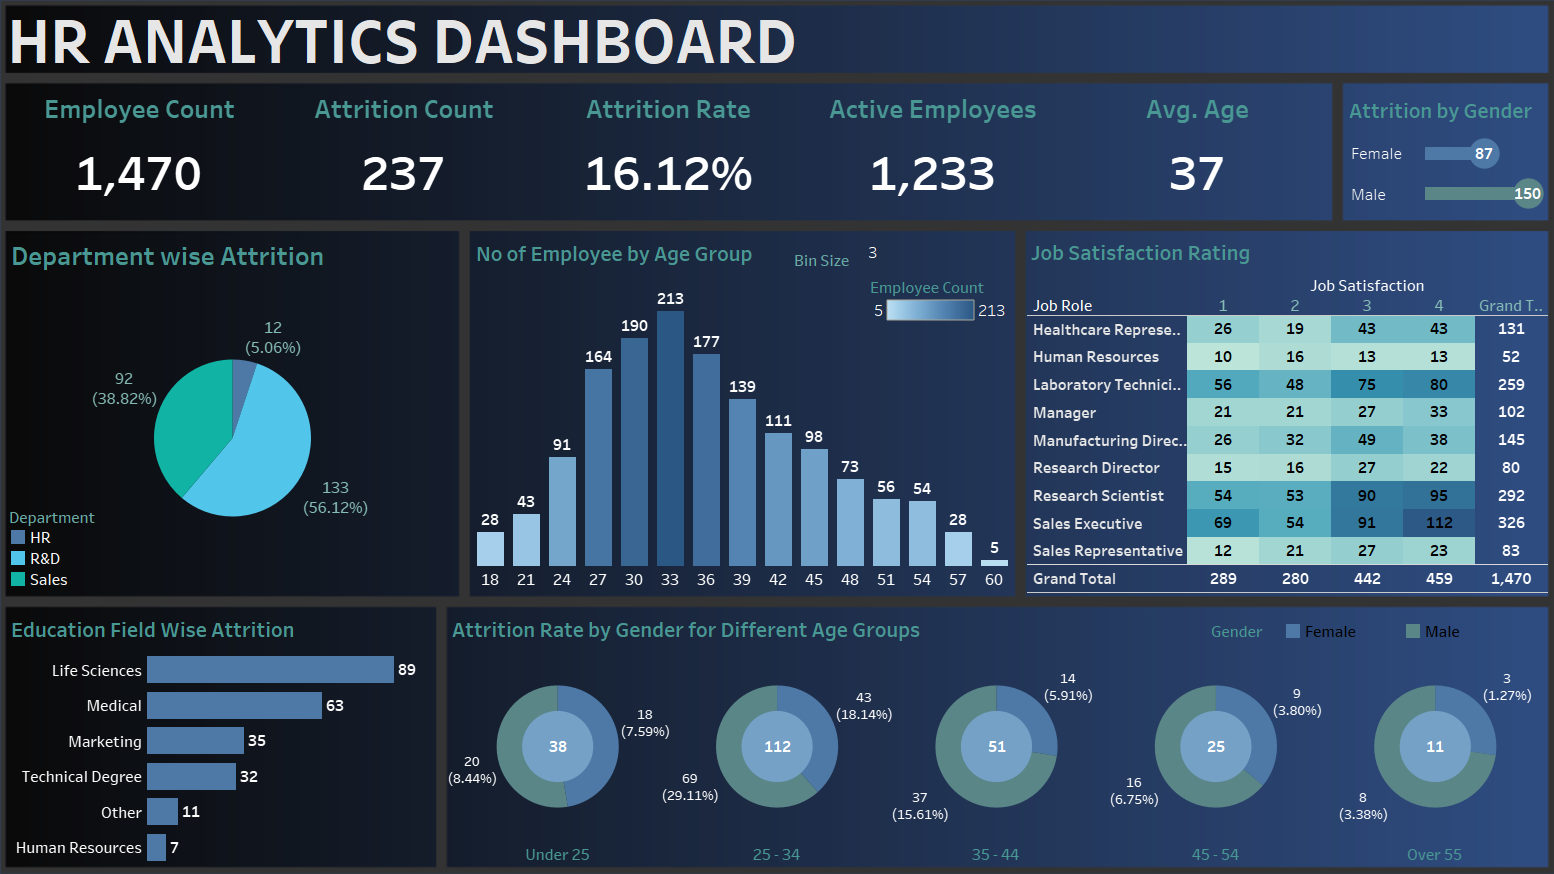 HR ANALYTICS DASHBOARD
Employee Count
1,470
Attrition Count
237
Attrition Rate
16.12%
Active Employees
1,233
Avg. Age
37
Attrition by Gender
Female 87
Male 150
Department wise Attrition
12
(5.06%)
92
(38.82%)
133
(56.12%)
Department
HR
R&D
Sales
No of Employee by Age Group
Bin Size 3
Employee Count
5 213
28 43 91 164 190 213 177 139 111 98 73 56 54 28 5
18 21 24 27 30 33 36 39 42 45 48 51 54 57 60
Job Satisfaction Rating
Job Satisfaction
Job Role 1 2 3 4 Grand T..
Healthcare Represe.. 26 19 43 43 131
Human Resources 10 16 13 13 52
Laboratory Technici.. 56 48 75 80 259
Manager 21 21 27 33 102
Manufacturing Direc.. 26 32 49 38 145
Research Director 15 16 27 22 80
Research Scientist 54 53 90 95 292
Sales Executive 69 54 91 112 326
Sales Representative 12 21 27 23 83
Grand Total 289 280 442 459 1,470
Education Field Wise Attrition
Life Sciences 89
Medical 63
Marketing 35
Technical Degree 32
Other 11
Human Resources 7
Attrition Rate by Gender for Different Age Groups
Gender Female Male
18
(7.59%)
38
20
(8.44%)
Under 25
43
(18.14%)
112
69
(29.11%)
25 - 34
14
(5.91%)
51
37
(15.61%)
35 - 44
9
(3.80%)
25
16
(6.75%)
45 - 54
3
(1.27%)
11
8
(3.38%)
Over 55